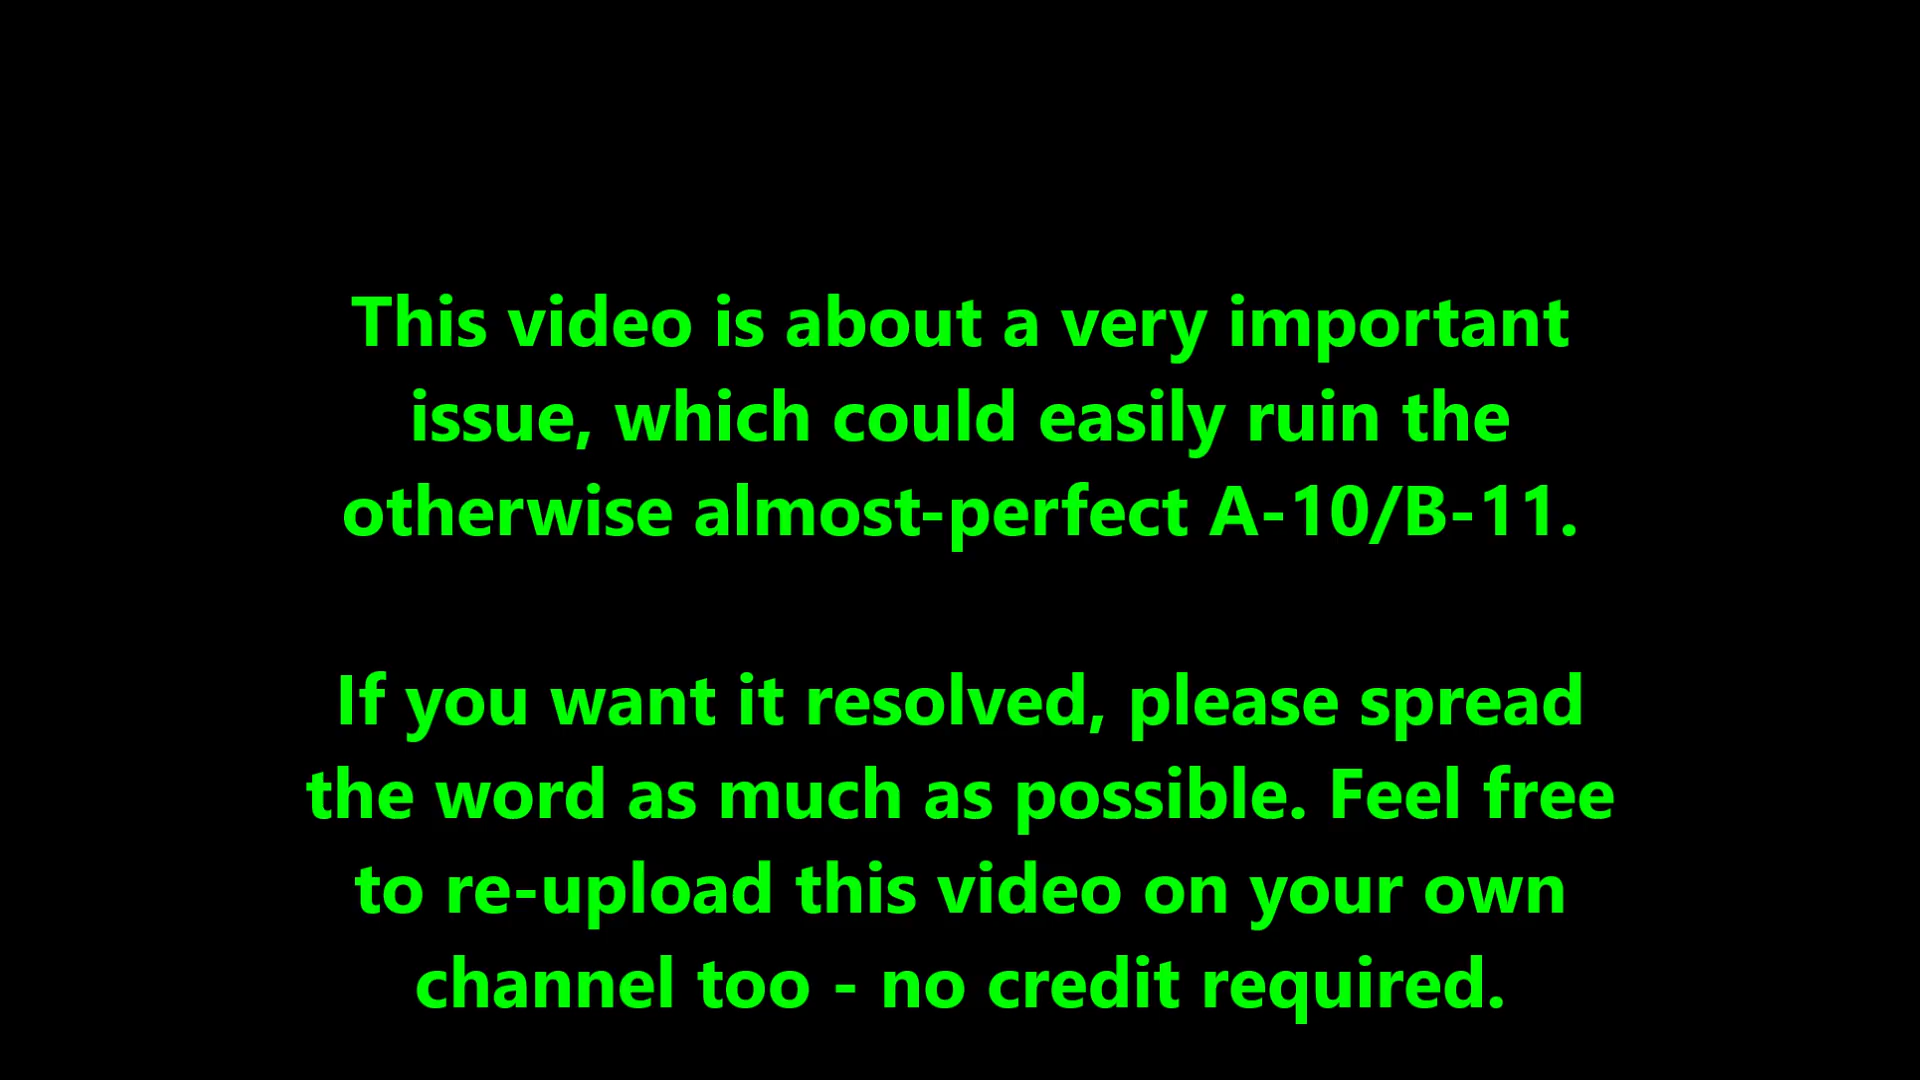 This video is about a very important
issue, which could easily ruin the
otherwise almost-perfect A-10/B-11.
If you want it resolved, please spread
the word as much as possible. Feel free
to re-upload this video on your own
channel too - no credit required.